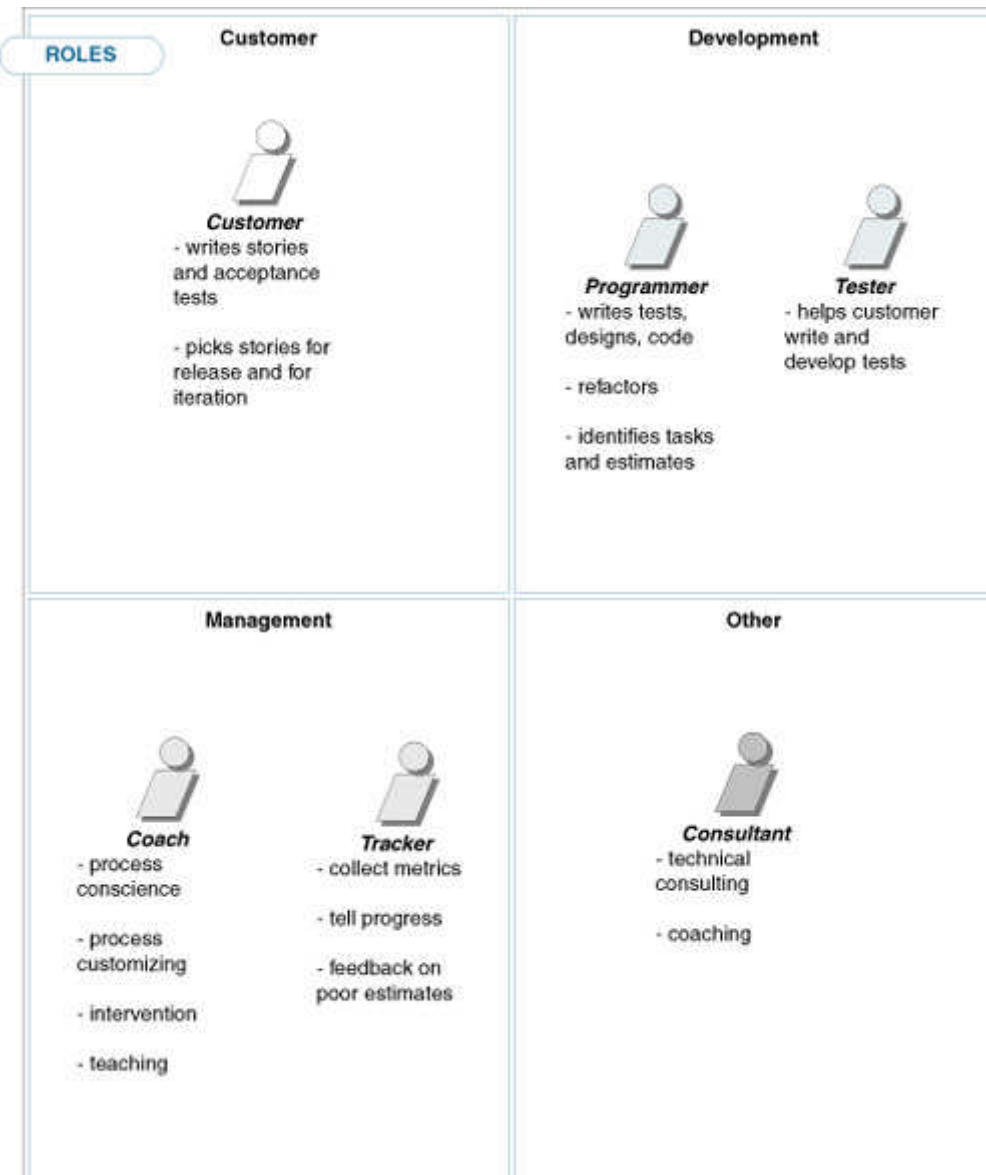 ROLES
Customer
Customer
- writes stories
and acceptance
tests
- picks stories for
release and for
iteration
Development
Programmer
- writes tests,
designs, code
- refactors
- identifies tasks
and estimates
Tester
- helps customer
write and
develop tests
Management
Coach
- process
conscience
- process
customizing
- intervention
- teaching
Tracker
- collect metrics
- tell progress
- feedback on
poor estimates
Other
Consultant
- technical
consulting
- coaching